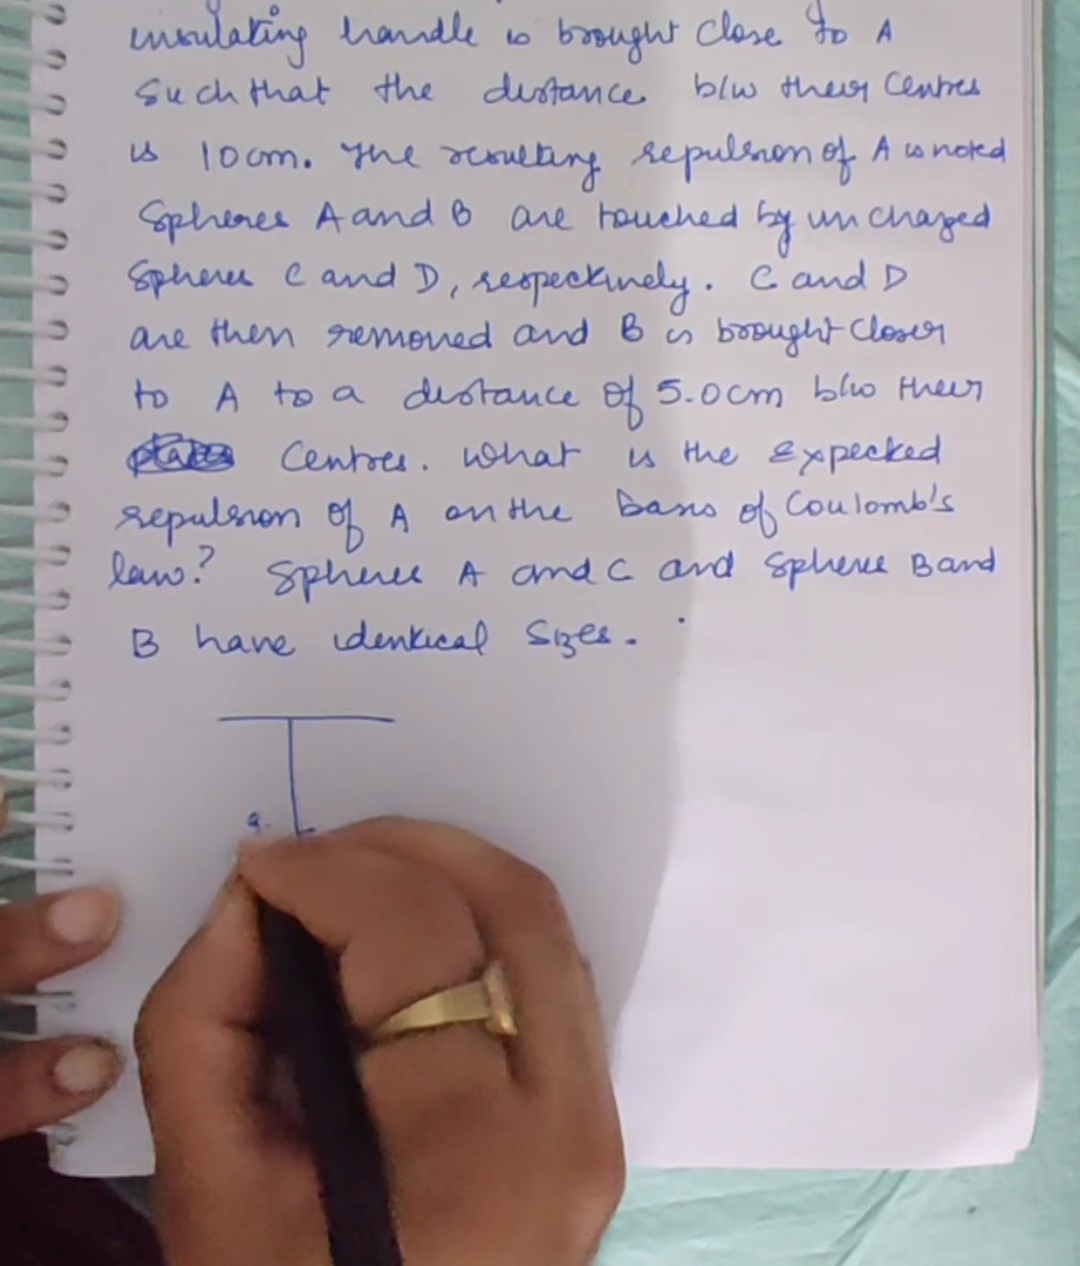 insulating handle is brought close to A
Such that the distance b/w their Centres
is 10cm. The resulting repulsion of A is noted
Spheres A and B are touched by uncharged
Spheres C and D, respectively. C and D
are then removed and B is brought closer
to A to a distance of 5.0cm b/w their
Centres. What is the Expected
repulsion of A on the basis of Coulomb's
law? Spheres A and C and Spheres B and
B have identical Sizes.
q.